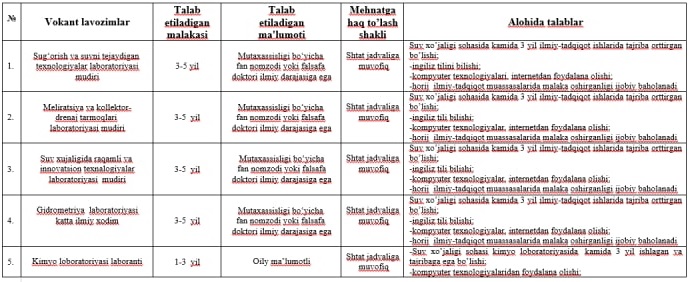 №
Vokant lavozimlar
Talab
etiladigan
malakasi
Talab
etiladigan
ma'lumoti
Mehnatga
haq to'lash
shakli
Alohida talablar
1.
Sug'orish va suvni tejaydigan
texnologiyalar laboratoriyasi
mudiri
3-5 yil
Mutaxassisligi bo'yicha
fan nomzodi yoki falsafa
doktori ilmiy darajasiga ega
Shtat jadvaliga
muvofiq
Suv xo'jaligi sohasida kamida 3 yil ilmiy-tadqiqot ishlarida tajriba orttirgan
bo'lishi;
-ingiliz tilini bilishi;
-kompyuter texnologiyalari, internetdan foydalana olishi;
-horij ilmiy-tadqiqot muassasalarida malaka oshirganligi ijobiy baholanadi
2.
Meliratsiya va kollektor-
drenaj tarmoqlari
laboratoriyasi mudiri
3-5 yil
Mutaxassisligi bo'yicha
fan nomzodi yoki falsafa
doktori ilmiy darajasiga ega
Shtat jadvaliga
muvofiq
Suv xo'jaligi sohasida kamida 3 yil ilmiy-tadqiqot ishlarida tajriba orttirgan
bo'lishi;
-ingiliz tili bilishi;
-kompyuter texnologiyalar, internetdan foydalana olishi;
-horij ilmiy-tadqiqot muassasalarida malaka oshirganligi ijobiy baholanadi
3.
Suv xujaligida raqamli va
innovatsiion texnalogiyalar
laboratoriyasi mudiri
3-5 yil
Mutaxassisligi bo'yicha
fan nomzodi yoki falsafa
doktori ilmiy darajasiga ega
Shtat jadvaliga
muvofiq
Suv xo'jaligi sohasida kamida 3 yil ilmiy-tadqiqot ishlarida tajriba orttirgan
bo'lishi;
-ingiliz tili bilishi;
-kompyuter texnologiyalar, internetdan foydalana olishi;
-horij ilmiy-tadqiqot muassasalarida malaka oshirganligi ijobiy baholanadi
4.
Gidrometriya laboratoriyasi
katta ilmiy xodim
3-5 yil
Mutaxassisligi bo'yicha
fan nomzodi yoki falsafa
doktori ilmiy darajasiga ega
Shtat jadvaliga
muvofiq
Suv xo'jaligi sohasida kamida 3 yil ilmiy-tadqiqot ishlarida tajriba orttirgan
bo'lishi;
-ingiliz tili bilishi;
-kompyuter texnologiyalar, internetdan foydalana olishi;
-horij ilmiy-tadqiqot muassasalarida malaka oshirganligi ijobiy baholanadi
5.
Kimyo loboratoriyasi laboranti
1-3 yil
Oily ma'lumotli
Shtat jadvaliga
muvofiq
-Suv xo'jaligi sohasi kimyo loboratoriyasida kamida 3 yil ishlagan va
tajribaga ega bo'lishi;
-kompyuter texnologiyalaridan foydalana olishi;